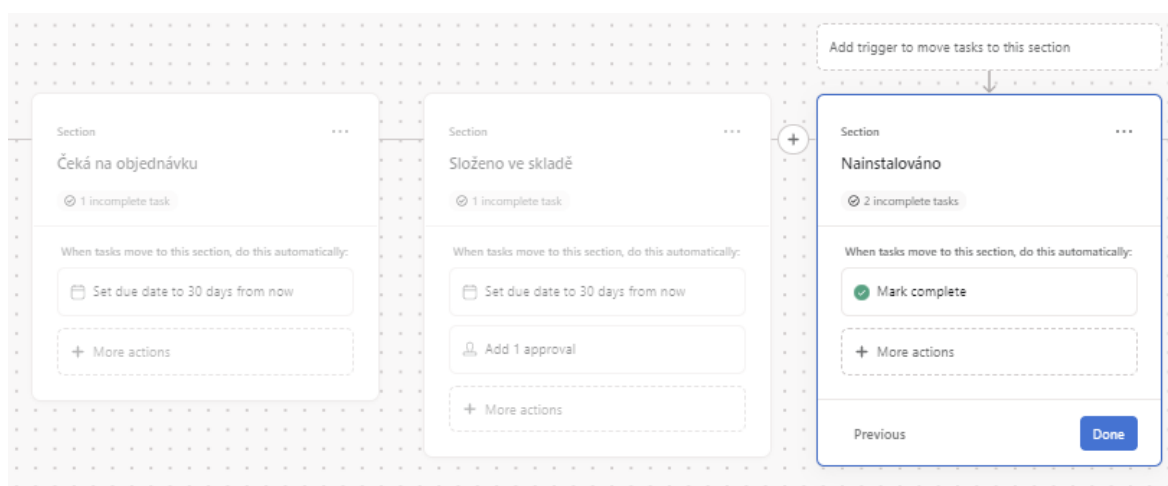 Add trigger to move tasks to this section
Section
Čeká na objednávku
1 incomplete task
When tasks move to this section, do this automatically:
Set due date to 30 days from now
+ More actions
Section
Složeno ve skladě
1 incomplete task
When tasks move to this section, do this automatically:
Set due date to 30 days from now
Add 1 approval
+ More actions
Section
Nainstalováno
2 incomplete tasks
When tasks move to this section, do this automatically:
Mark complete
+ More actions
Previous
Done